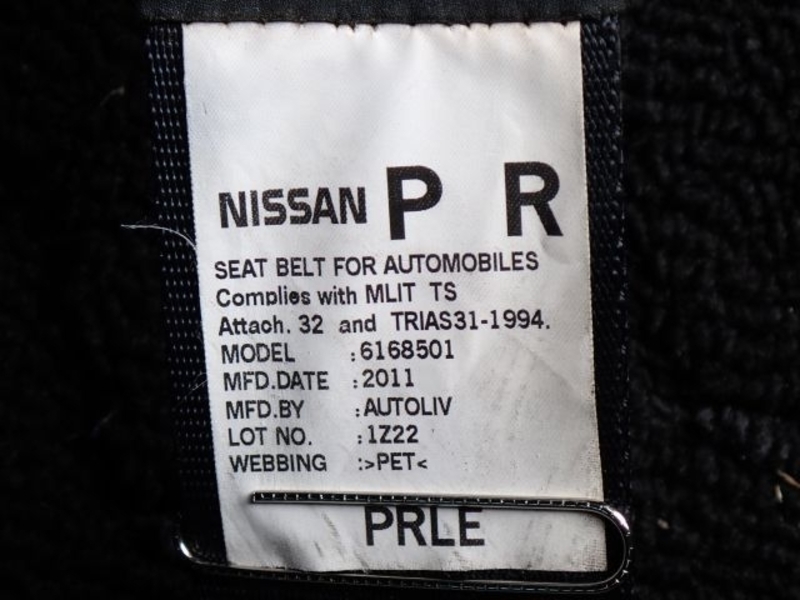 NISSAN P R
SEAT BELT FOR AUTOMOBILES
Complies with MLIT TS
Attach. 32 and TRIAS31-1994.
MODEL :6168501
MFD.DATE :2011
MFD.BY :AUTOLIV
LOT NO. :1Z22
WEBBING :>PET<
PRLE